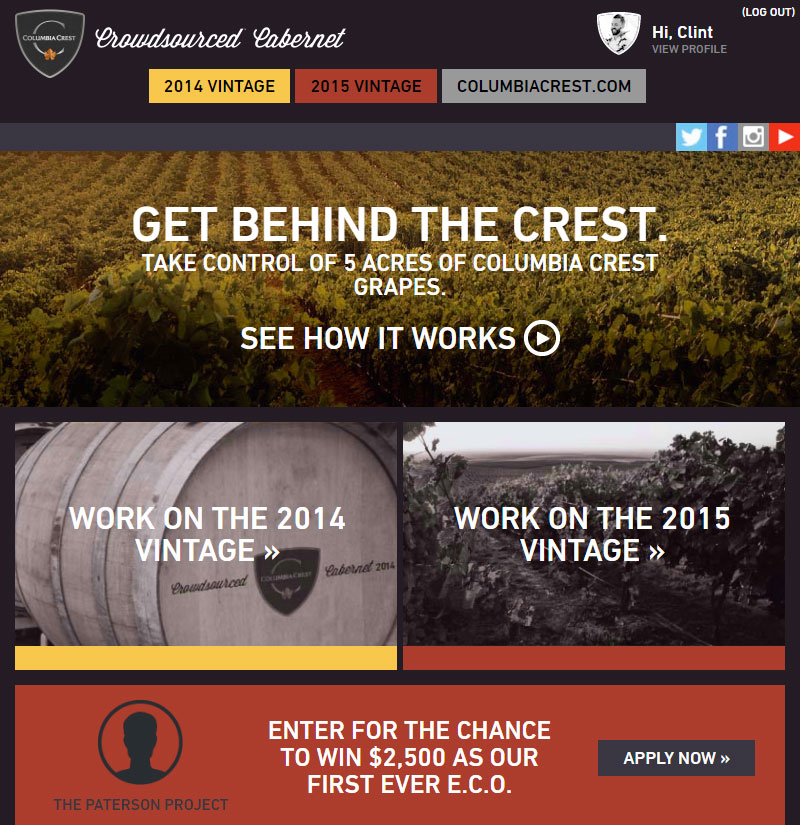 (LOG OUT)
COLUMBIA CREST
Crowdsourced Cabernet
Hi, Clint
VIEW PROFILE
2014 VINTAGE
2015 VINTAGE
COLUMBIACREST.COM
GET BEHIND THE CREST.
TAKE CONTROL OF 5 ACRES OF COLUMBIA CREST
GRAPES.
SEE HOW IT WORKS
WORK ON THE 2014
VINTAGE »
Crowdsourced
COLUMBIA CREST
Cabernet 2014
WORK ON THE 2015
VINTAGE »
THE PATERSON PROJECT
ENTER FOR THE CHANCE
TO WIN $2,500 AS OUR
FIRST EVER E.C.O.
APPLY NOW »